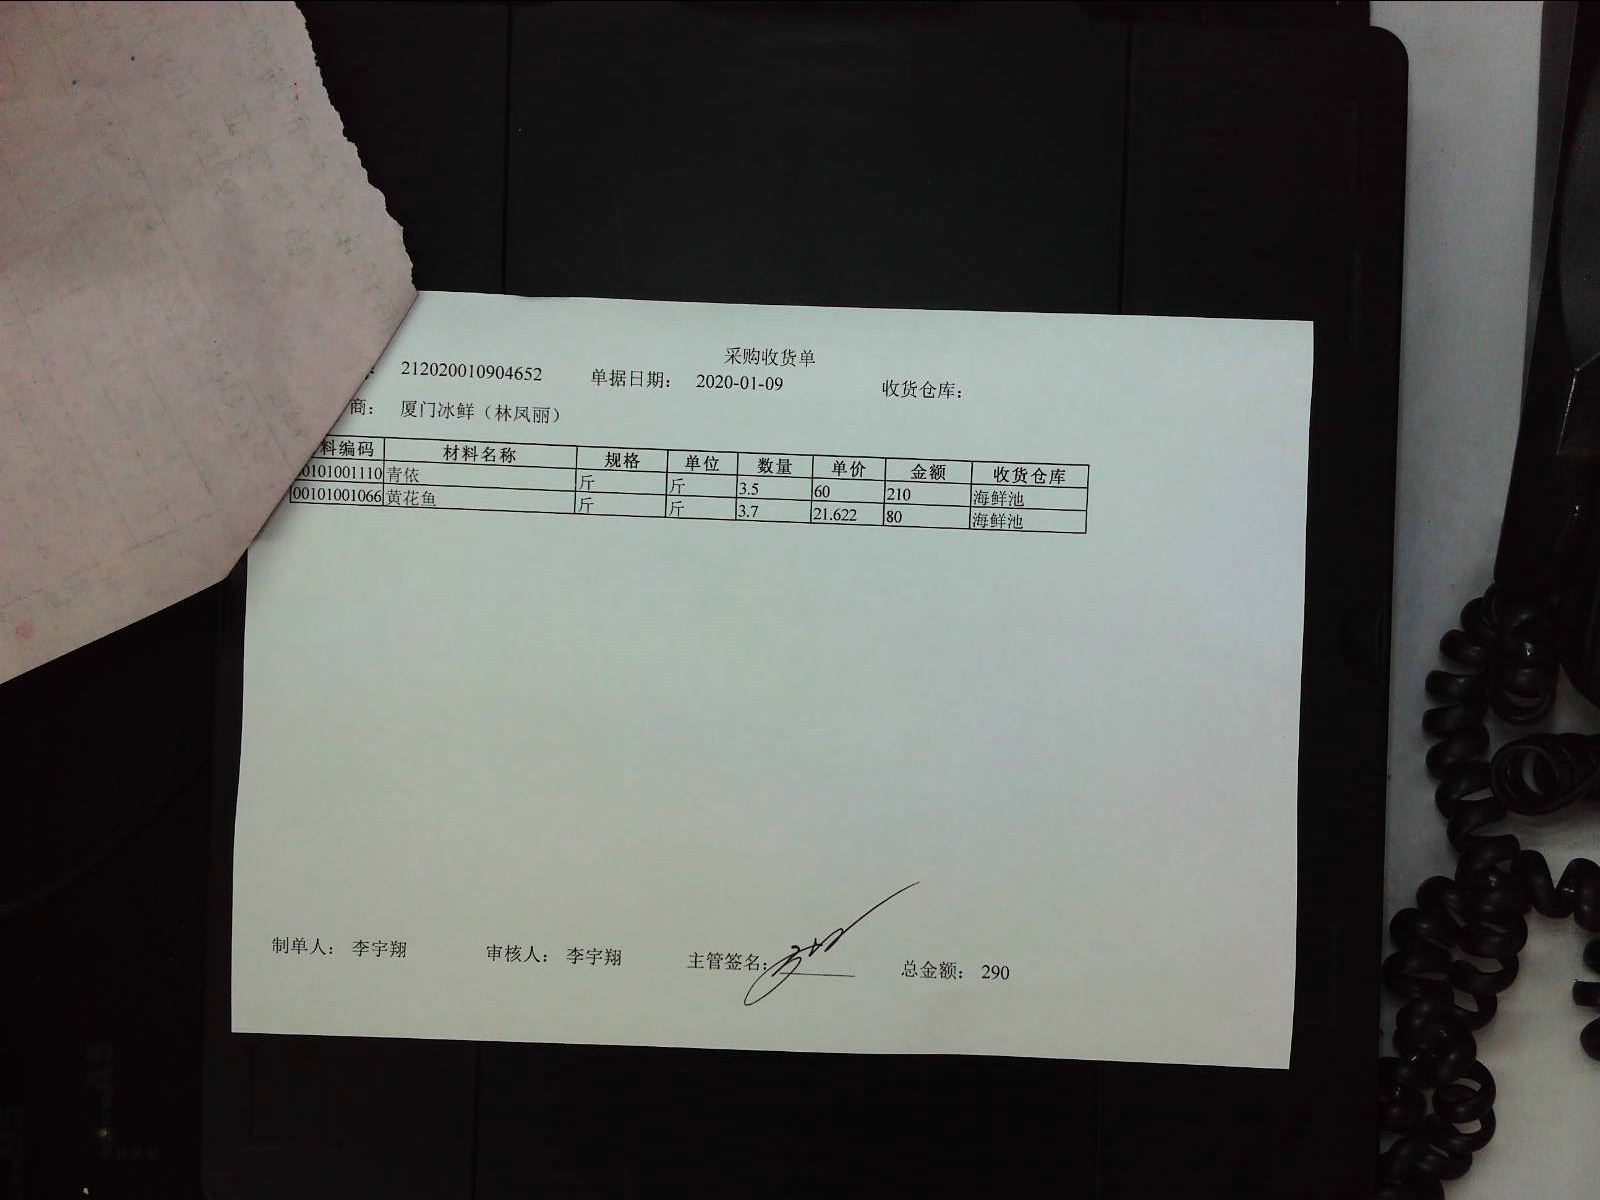 采购收货单
: 212020010904652 单据日期: 2020-01-09 收货仓库:
商: 厦门冰鲜（林凤丽）
料编码 材料名称 规格 单位 数量 单价 金额 收货仓库
0101001110 青依 斤 斤 3.5 60 210 海鲜池
00101001066 黄花鱼 斤 斤 3.7 21.622 80 海鲜池
制单人: 李宇翔 审核人: 李宇翔 主管签名: 总金额: 290